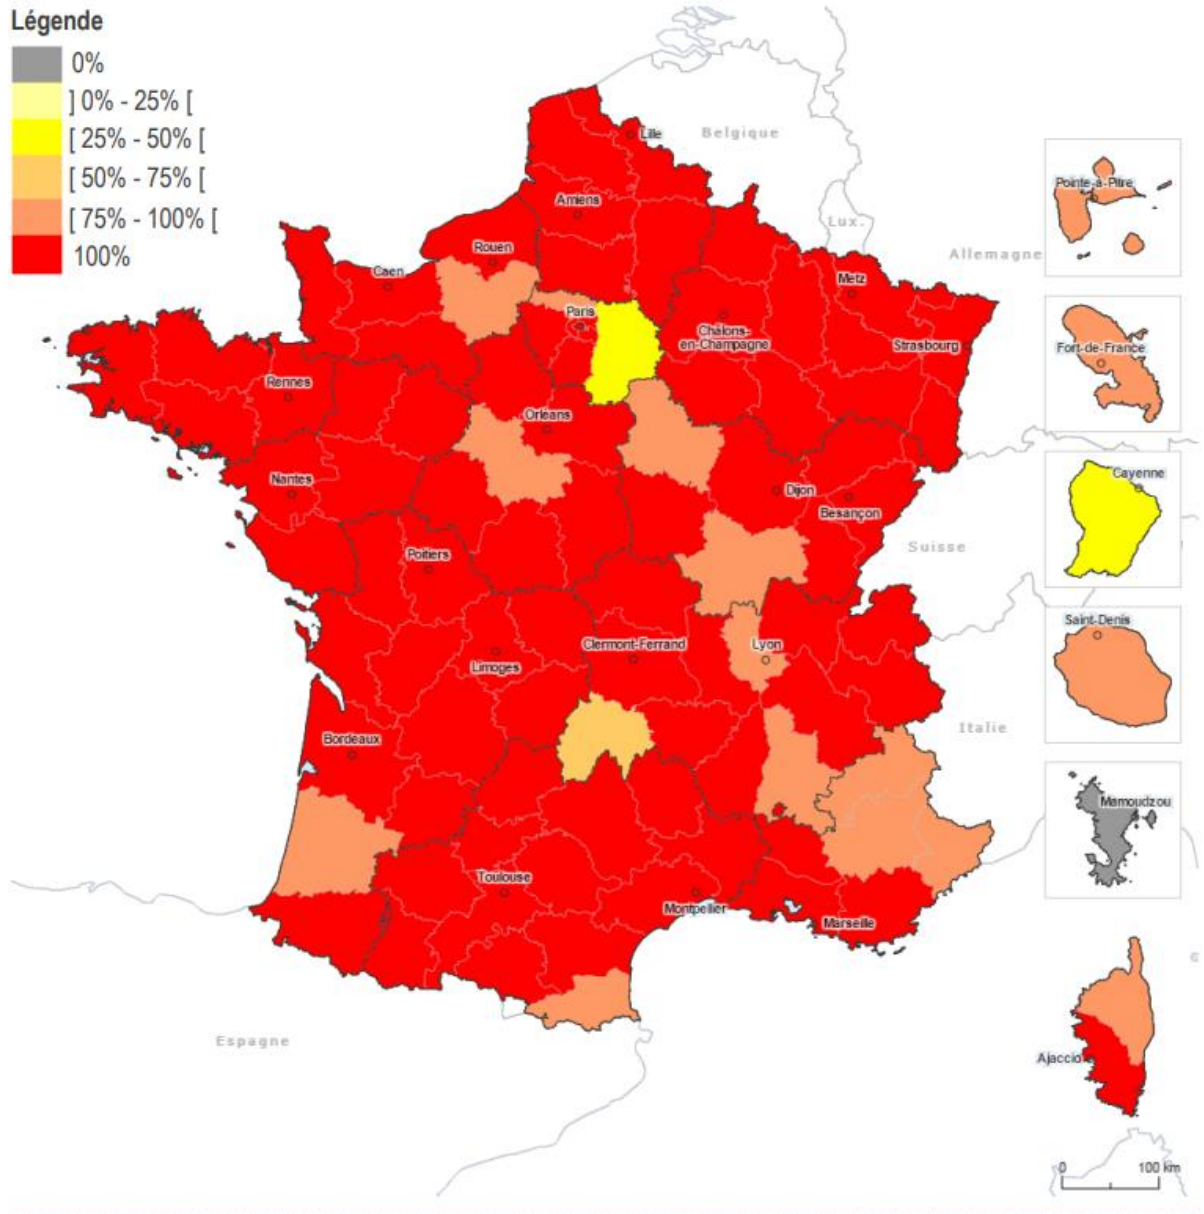 Légende
0%
] 0% - 25% [
[ 25% - 50% [
[ 50% - 75% [
[ 75% - 100% [
100%
Lille
Belgique
Amiens
Lux.
Rouen
Allemagne
Caen
Metz
Paris
Châlons-
en-Champagne
Strasbourg
Rennes
Orléans
Nantes
Dijon
Besançon
Suisse
Poitiers
Clermont-Ferrand
Lyon
Limoges
Italie
Bordeaux
Toulouse
Montpellier
Marseille
Espagne
Pointe-à-Pitre
Fort-de-France
Cayenne
Saint-Denis
Mamoudzou
Ajaccio
0 100 km